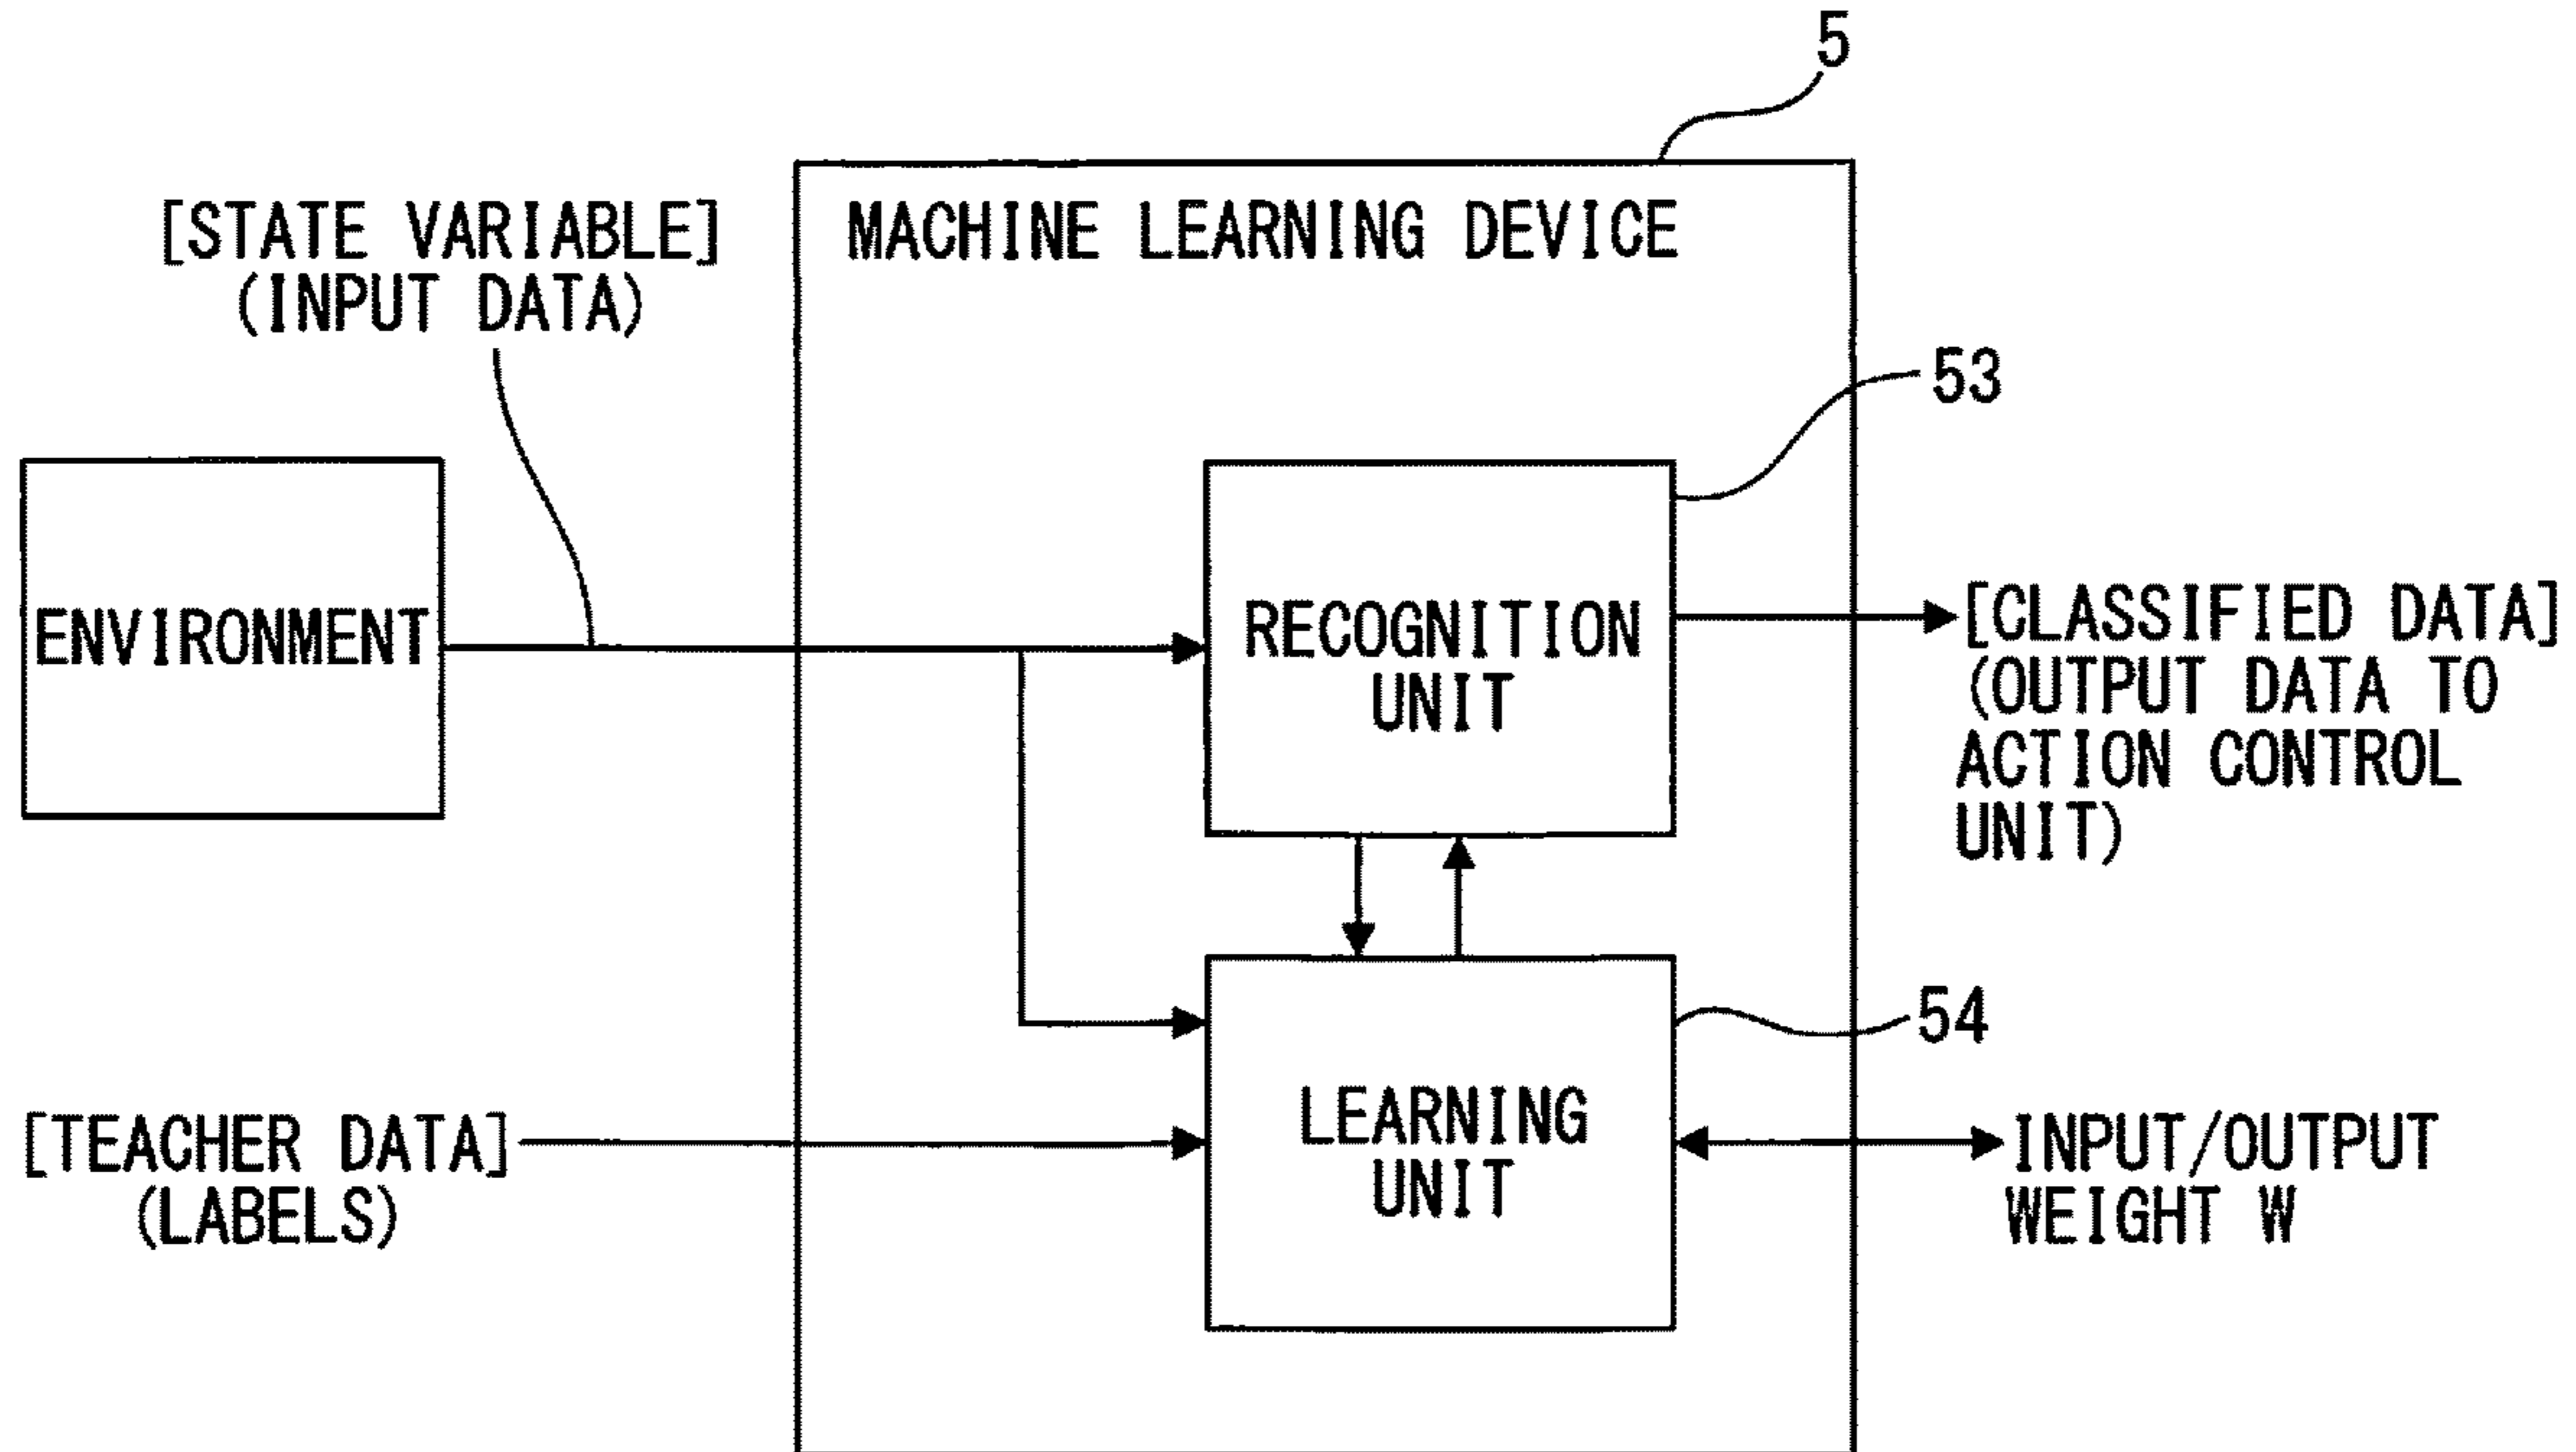 5
[STATE VARIABLE]
(INPUT DATA)
MACHINE LEARNING DEVICE
53
ENVIRONMENT
RECOGNITION
UNIT
[CLASSIFIED DATA]
(OUTPUT DATA TO
ACTION CONTROL
UNIT)
54
[TEACHER DATA]
(LABELS)
LEARNING
UNIT
INPUT/OUTPUT
WEIGHT W